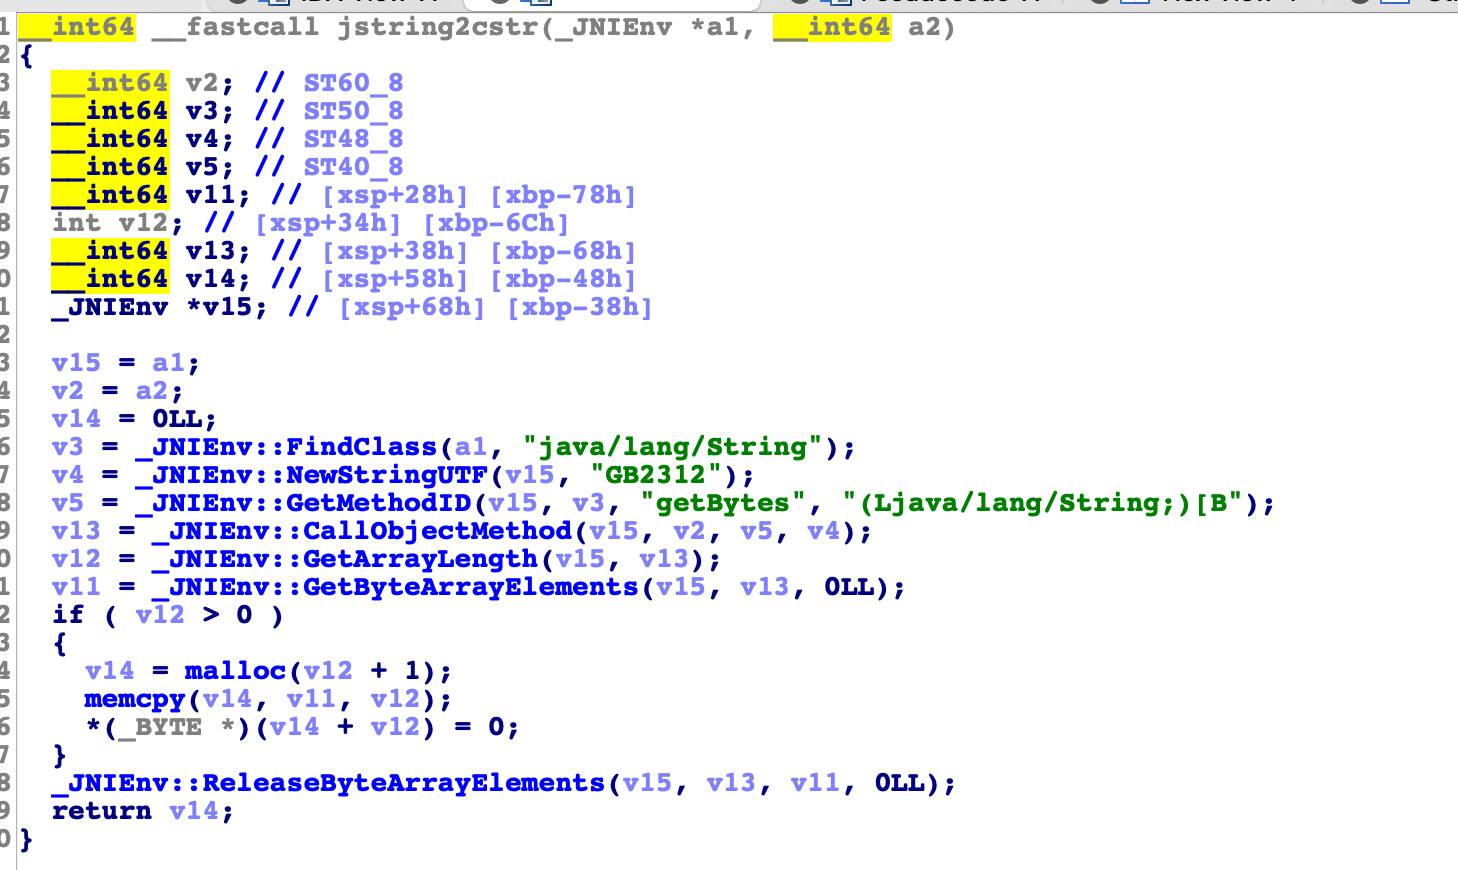 1 __int64 __fastcall jstring2cstr(_JNIEnv *a1, __int64 a2)
2 {
3 __int64 v2; // ST60_8
4 __int64 v3; // ST50_8
5 __int64 v4; // ST48_8
6 __int64 v5; // ST40_8
7 __int64 v11; // [xsp+28h] [xbp-78h]
8 int v12; // [xsp+34h] [xbp-6Ch]
9 __int64 v13; // [xsp+38h] [xbp-68h]
0 __int64 v14; // [xsp+58h] [xbp-48h]
1 _JNIEnv *v15; // [xsp+68h] [xbp-38h]
2
3 v15 = a1;
4 v2 = a2;
5 v14 = 0LL;
6 v3 = _JNIEnv::FindClass(a1, "java/lang/String");
7 v4 = _JNIEnv::NewStringUTF(v15, "GB2312");
8 v5 = _JNIEnv::GetMethodID(v15, v3, "getBytes", "(Ljava/lang/String;)[B");
9 v13 = _JNIEnv::CallObjectMethod(v15, v2, v5, v4);
0 v12 = _JNIEnv::GetArrayLength(v15, v13);
1 v11 = _JNIEnv::GetByteArrayElements(v15, v13, 0LL);
2 if ( v12 > 0 )
3 {
4 v14 = malloc(v12 + 1);
5 memcpy(v14, v11, v12);
6 *(_BYTE *)(v14 + v12) = 0;
7 }
8 _JNIEnv::ReleaseByteArrayElements(v15, v13, v11, 0LL);
9 return v14;
0 }